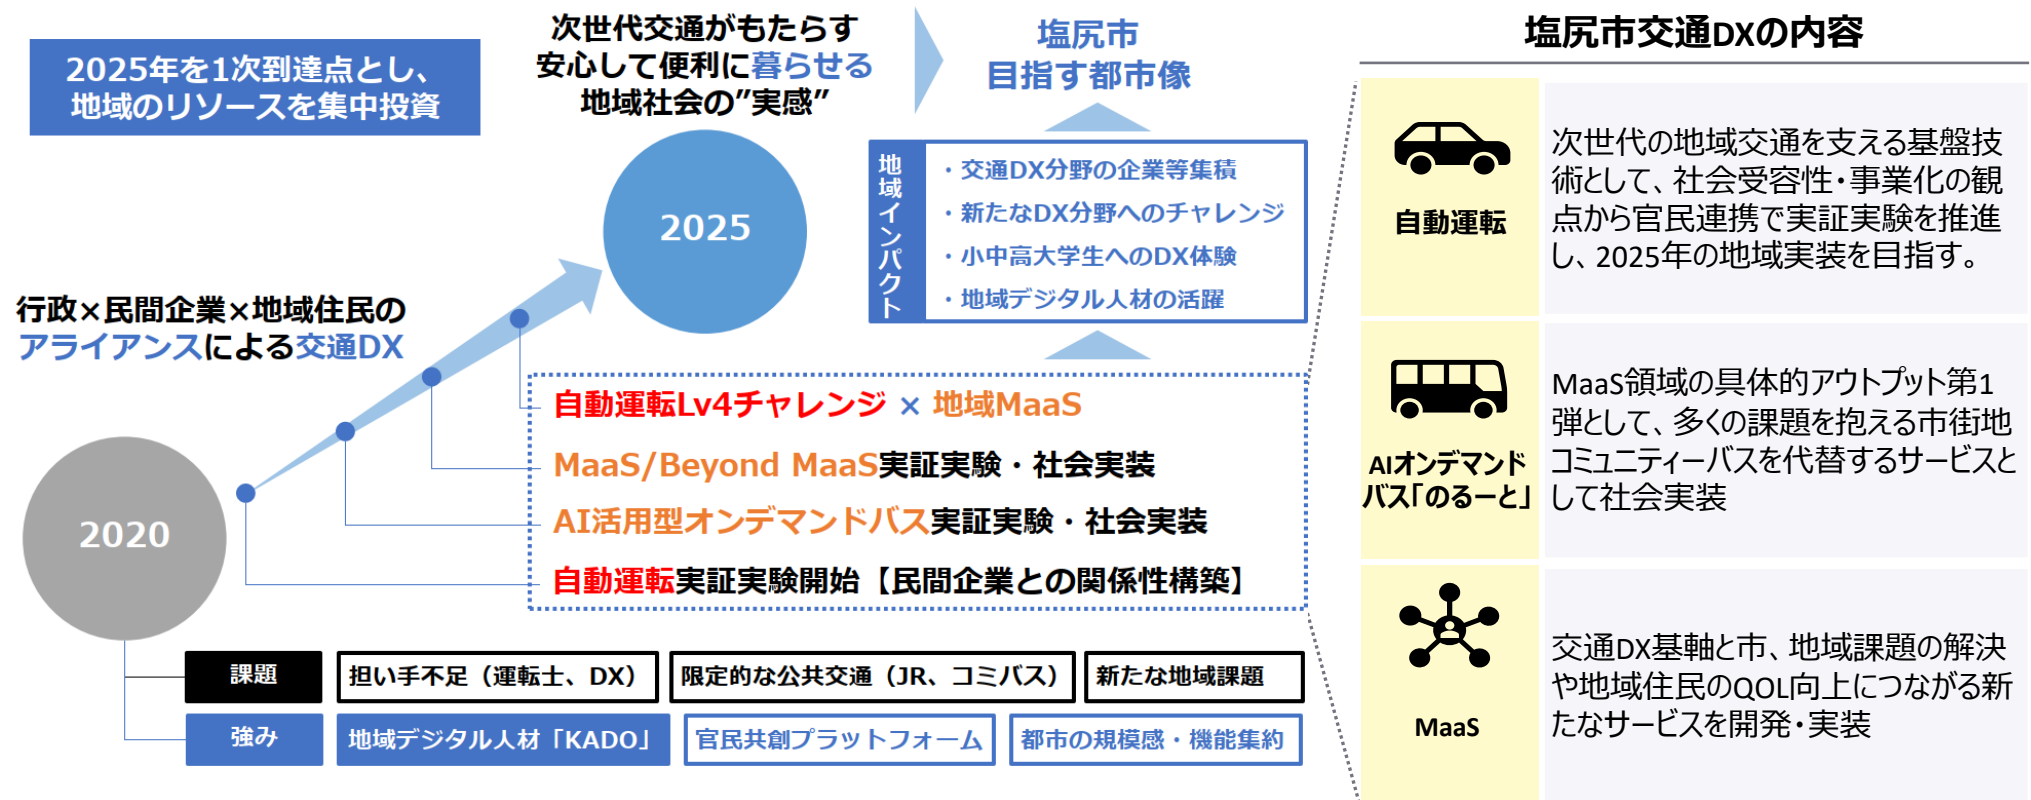 2025年を1次到達点とし、
地域のリソースを集中投資
次世代交通がもたらす
安心して便利に暮らせる
地域社会の”実感”
塩尻市
目指す都市像
2025
地域インパクト
・交通DX分野の企業等集積
・新たなDX分野へのチャレンジ
・小中高大学生へのDX体験
・地域デジタル人材の活躍
行政×民間企業×地域住民の
アライアンスによる交通DX
自動運転Lv4チャレンジ × 地域MaaS
MaaS/Beyond MaaS実証実験・社会実装
AI活用型オンデマンドバス実証実験・社会実装
自動運転実証実験開始【民間企業との関係性構築】
2020
課題
担い手不足（運転士、DX）
限定的な公共交通（JR、コミバス）
新たな地域課題
強み
地域デジタル人材「KADO」
官民共創プラットフォーム
都市の規模感・機能集約
塩尻市交通DXの内容
自動運転
次世代の地域交通を支える基盤技
術として、社会受容性・事業化の観
点から官民連携で実証実験を推進
し、2025年の地域実装を目指す。
AIオンデマンド
バス「のるーと」
MaaS領域の具体的アウトプット第1
弾として、多くの課題を抱える市街地
コミュニティーバスを代替するサービスと
して社会実装
MaaS
交通DX基軸と市、地域課題の解決
や地域住民のQOL向上につながる新
たなサービスを開発・実装